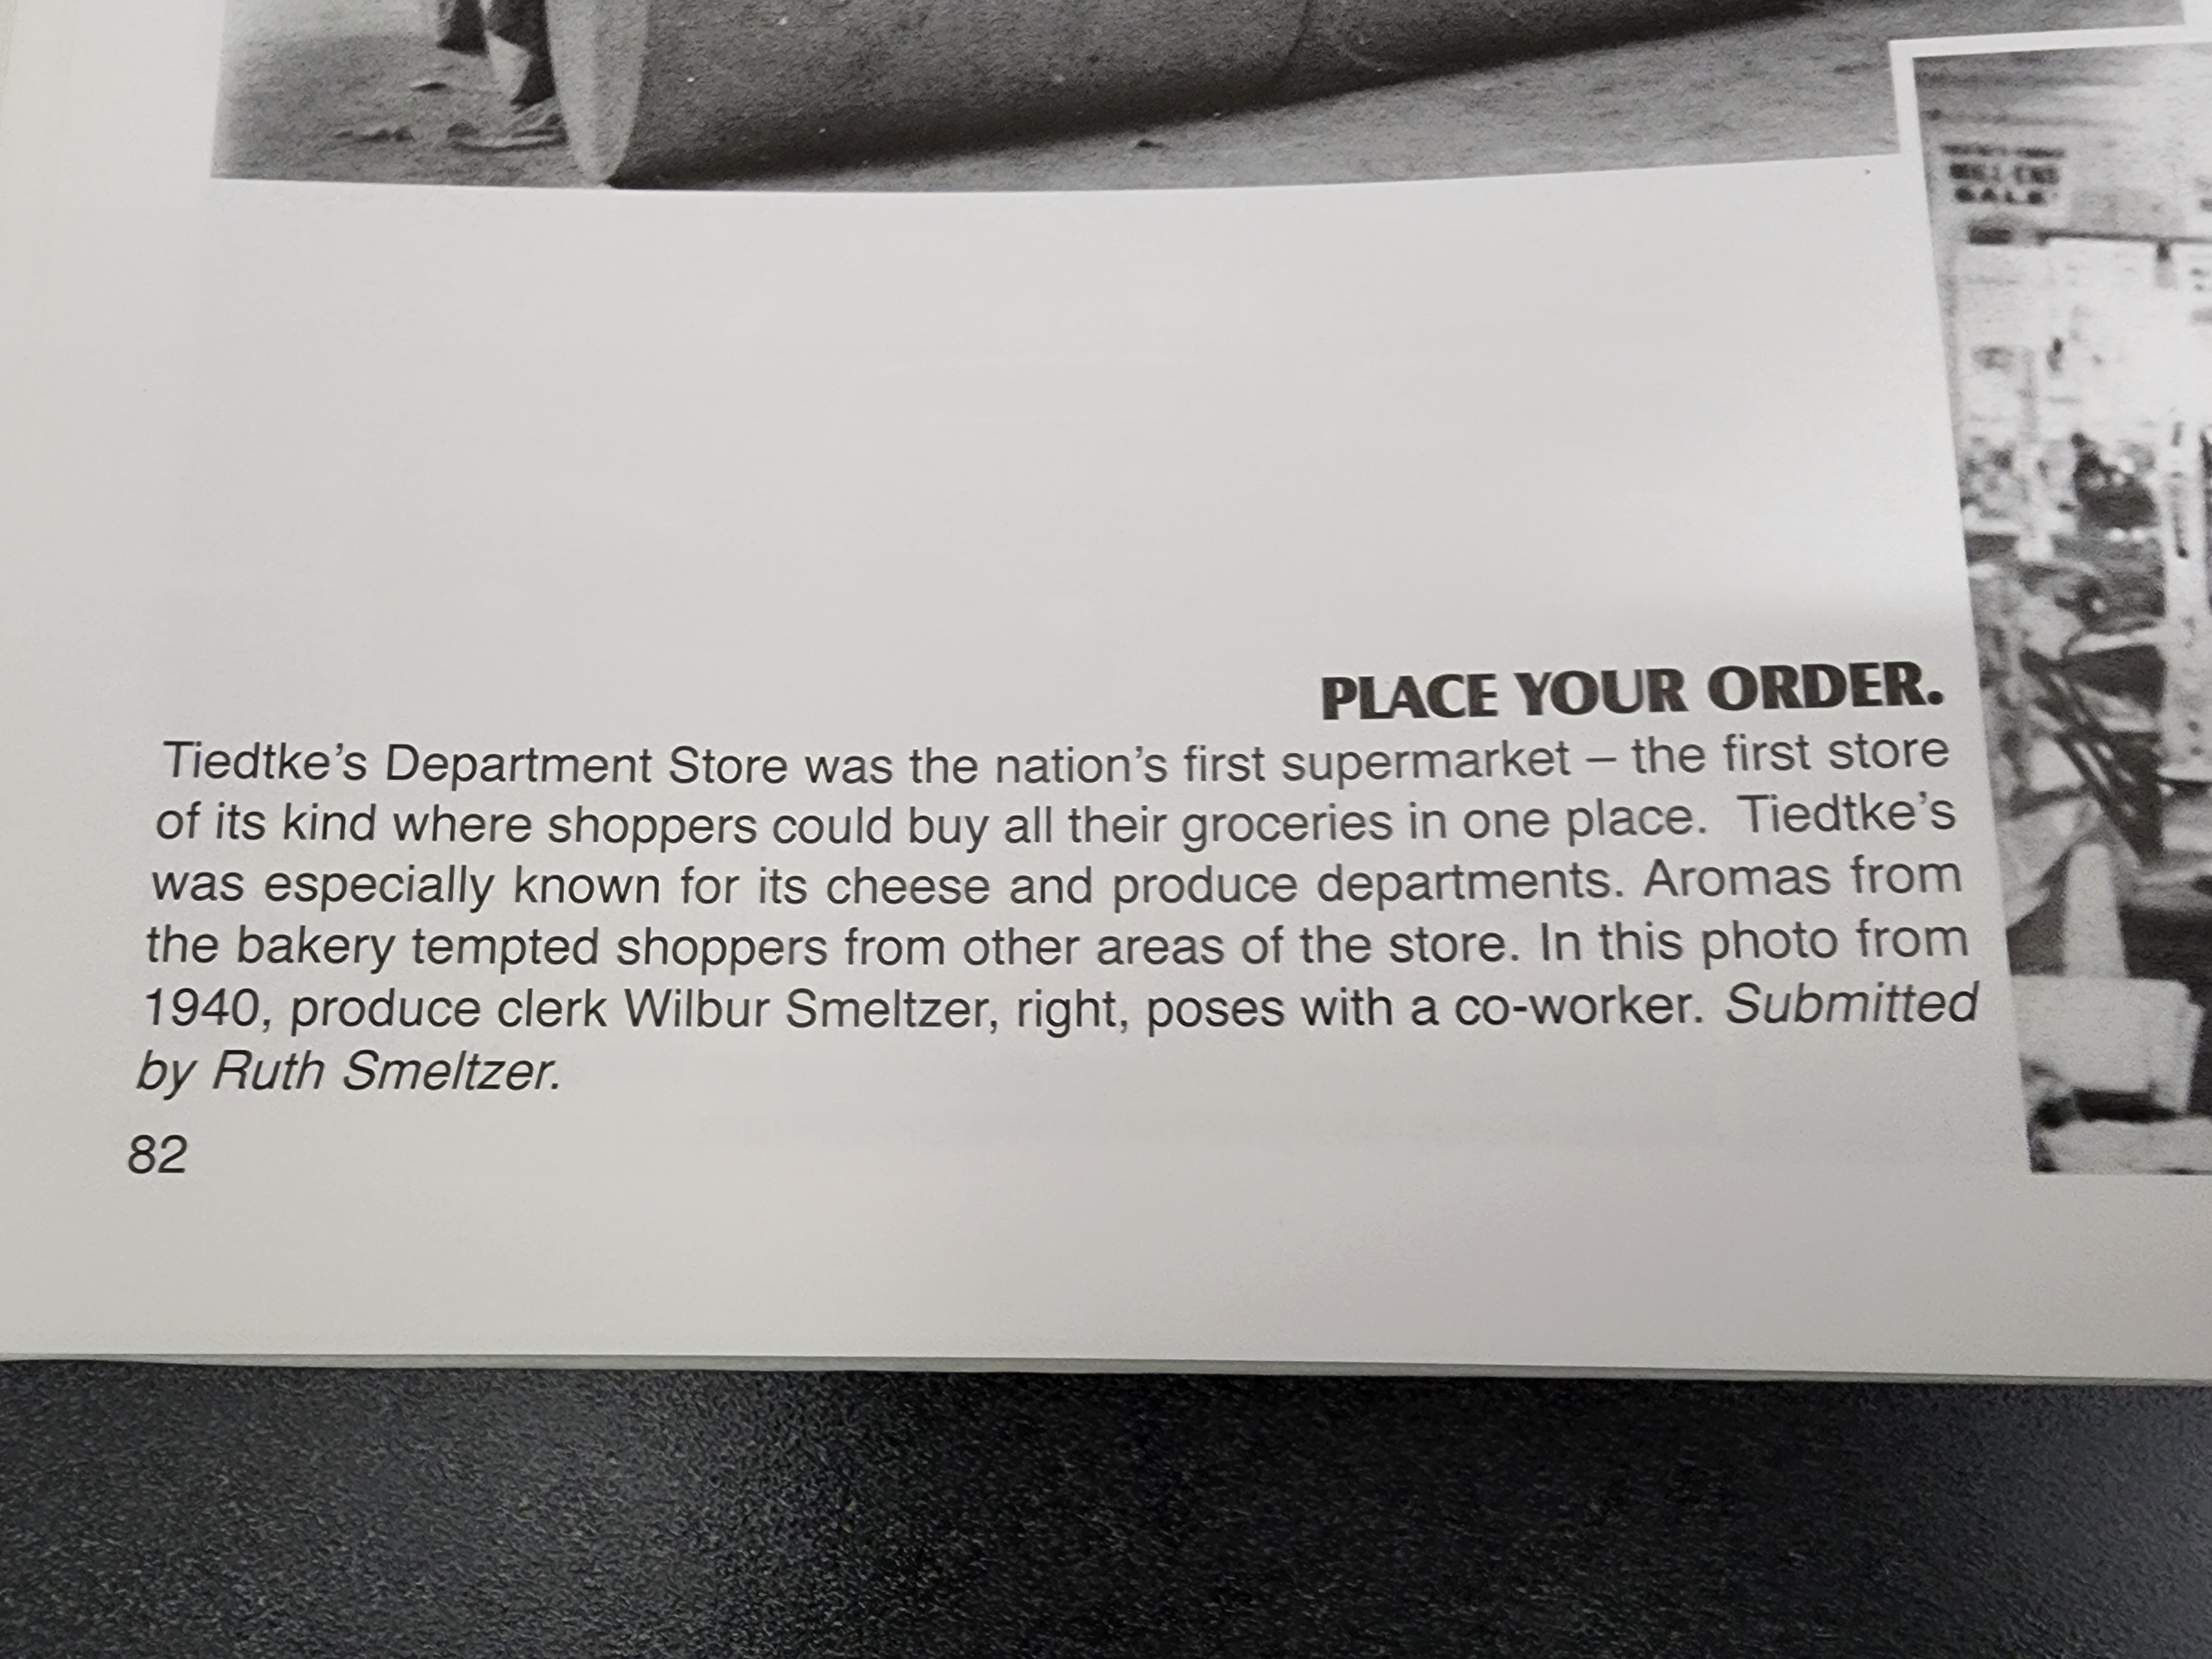 MILL-END
SALE
PLACE YOUR ORDER.
Tiedtke's Department Store was the nation's first supermarket – the first store
of its kind where shoppers could buy all their groceries in one place. Tiedtke's
was especially known for its cheese and produce departments. Aromas from
the bakery tempted shoppers from other areas of the store. In this photo from
1940, produce clerk Wilbur Smeltzer, right, poses with a co-worker. Submitted
by Ruth Smeltzer.
82